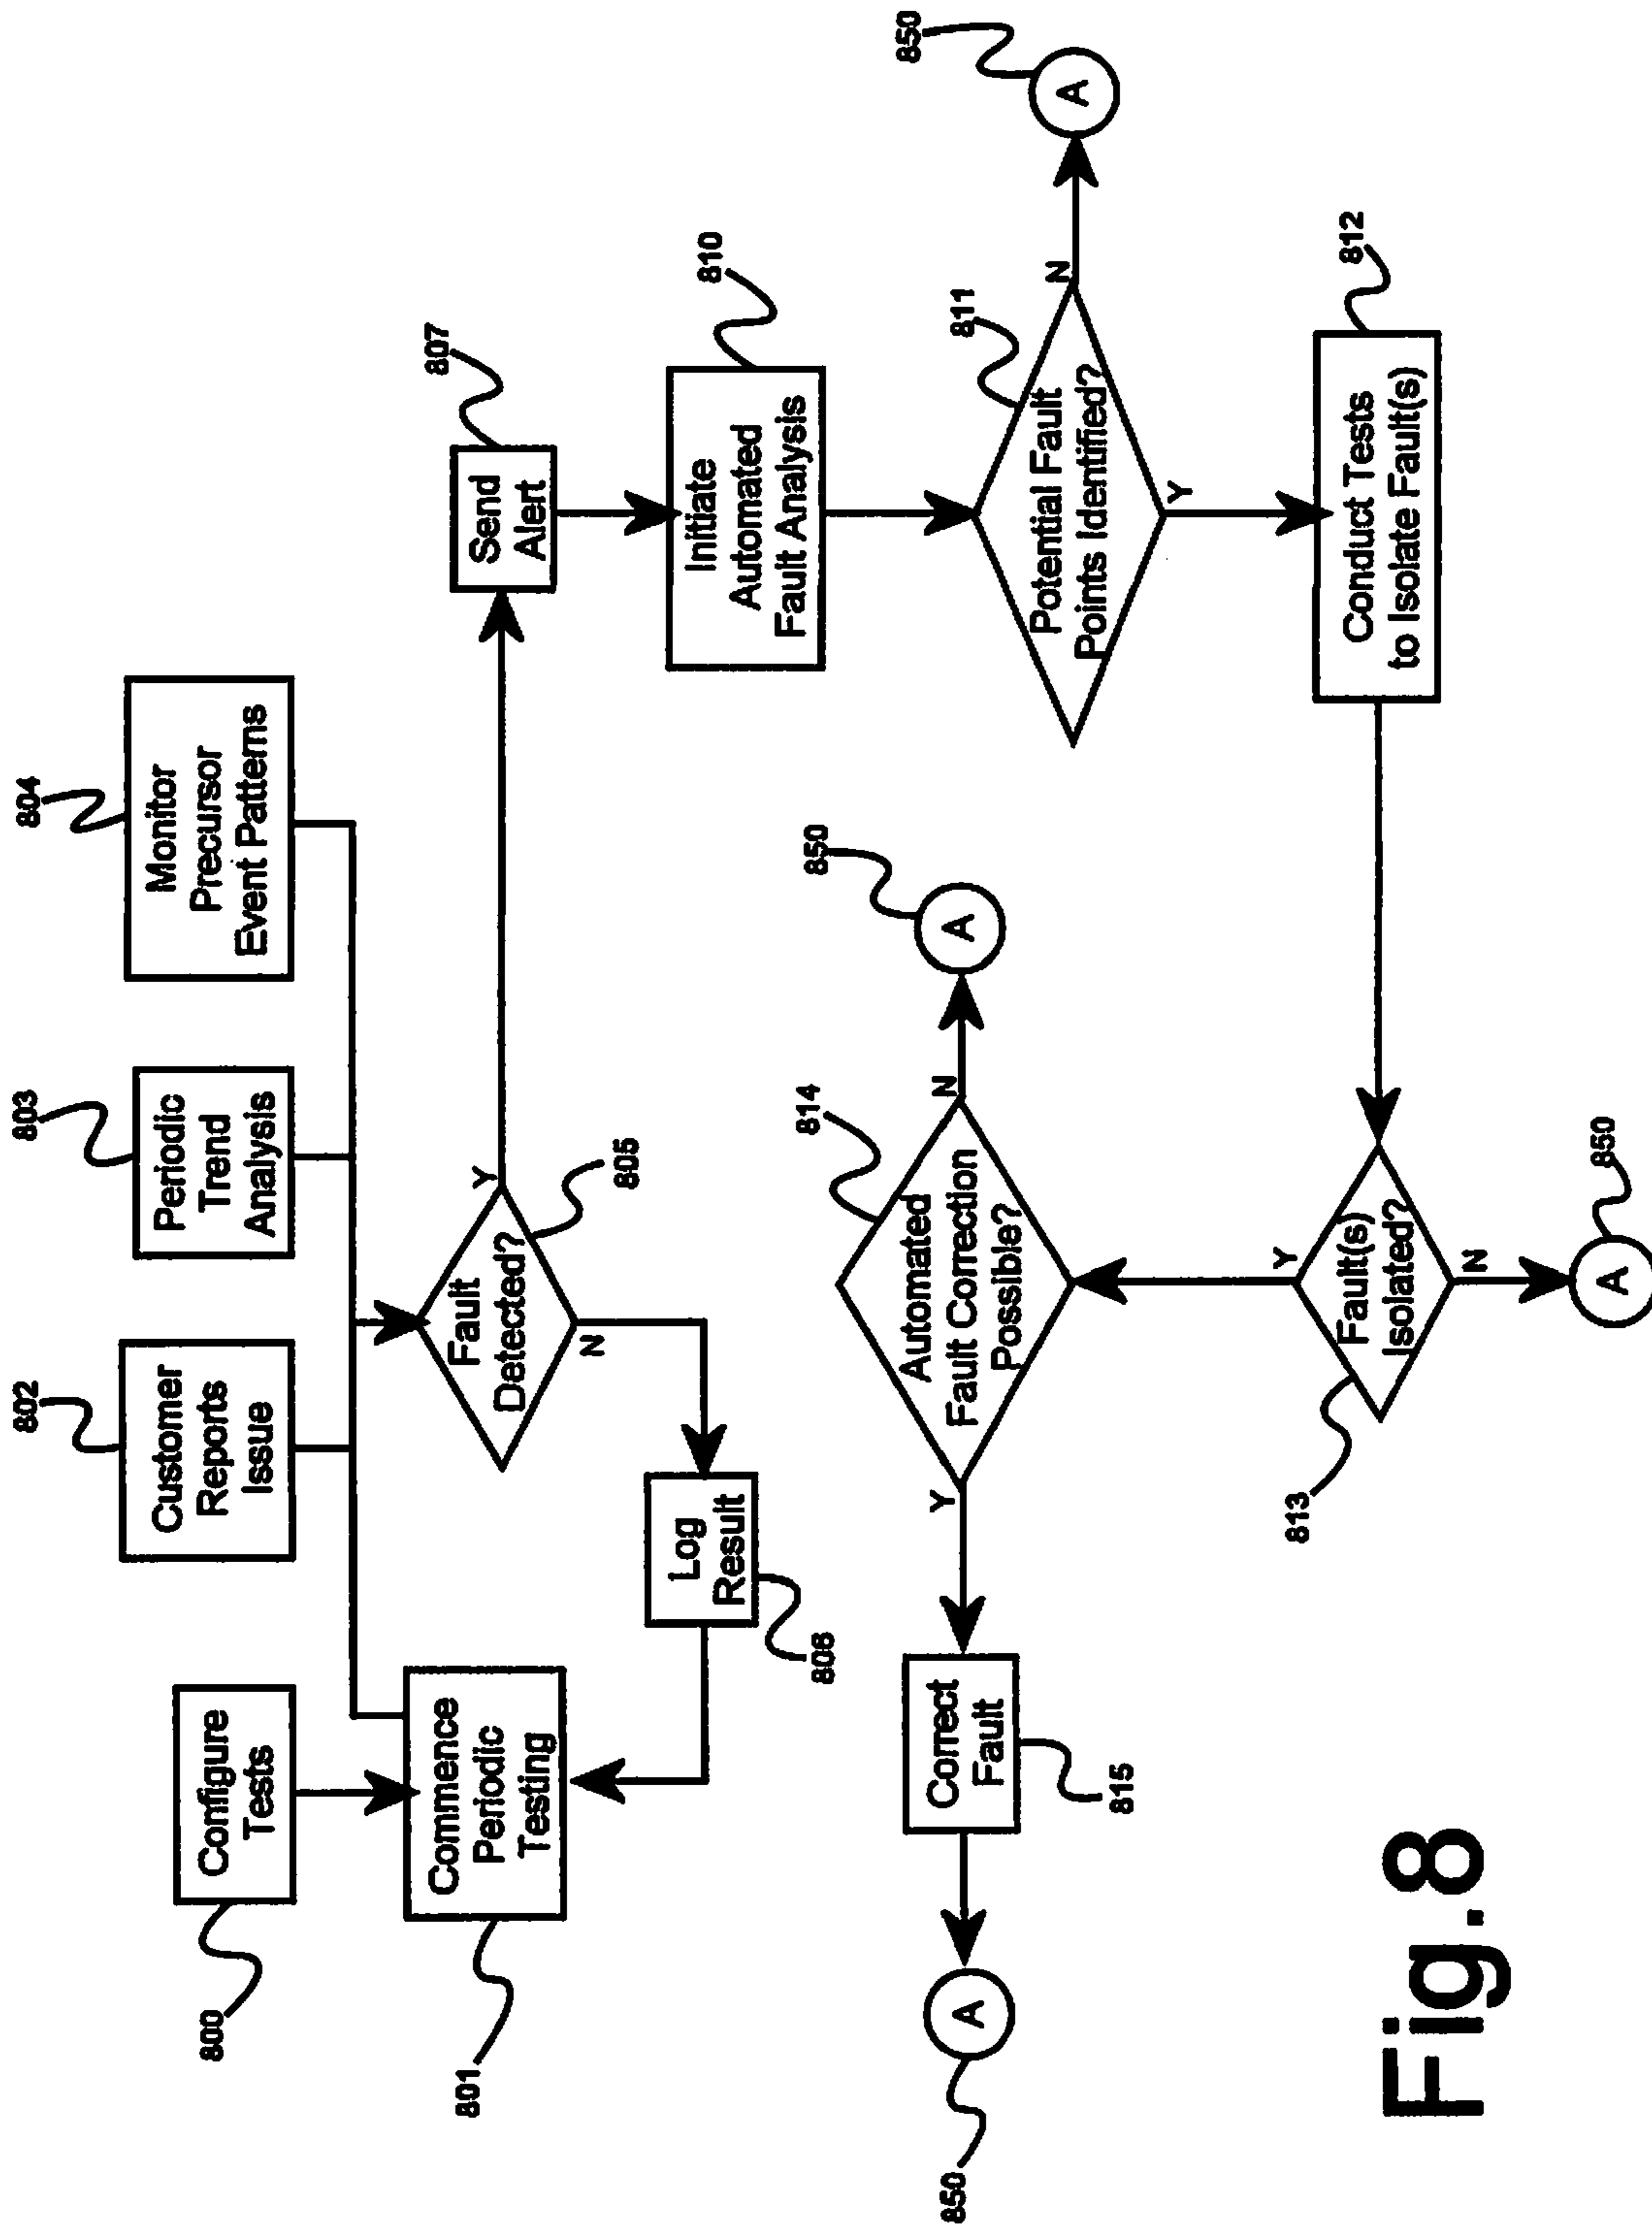 800
Configure
Tests
802
Customer
Reports
Issue
803
Periodic
Trend
Analysis
804
Monitor
Precursor
Event Patterns
801
Commence
Periodic
Testing
Fault
Detected?
Y
N
805
Log
Result
806
807
Send
Alert
810
Initiate
Automated
Fault Analysis
811
Potential Fault
Points Identified?
N
Y
A
850
812
Conduct Tests
to Isolate Fault(s)
813
Fault(s)
Isolated?
Y
N
A
850
814
Automated
Fault Correction
Possible?
Y
N
A
850
Correct
Fault
815
A
850
Fig.8